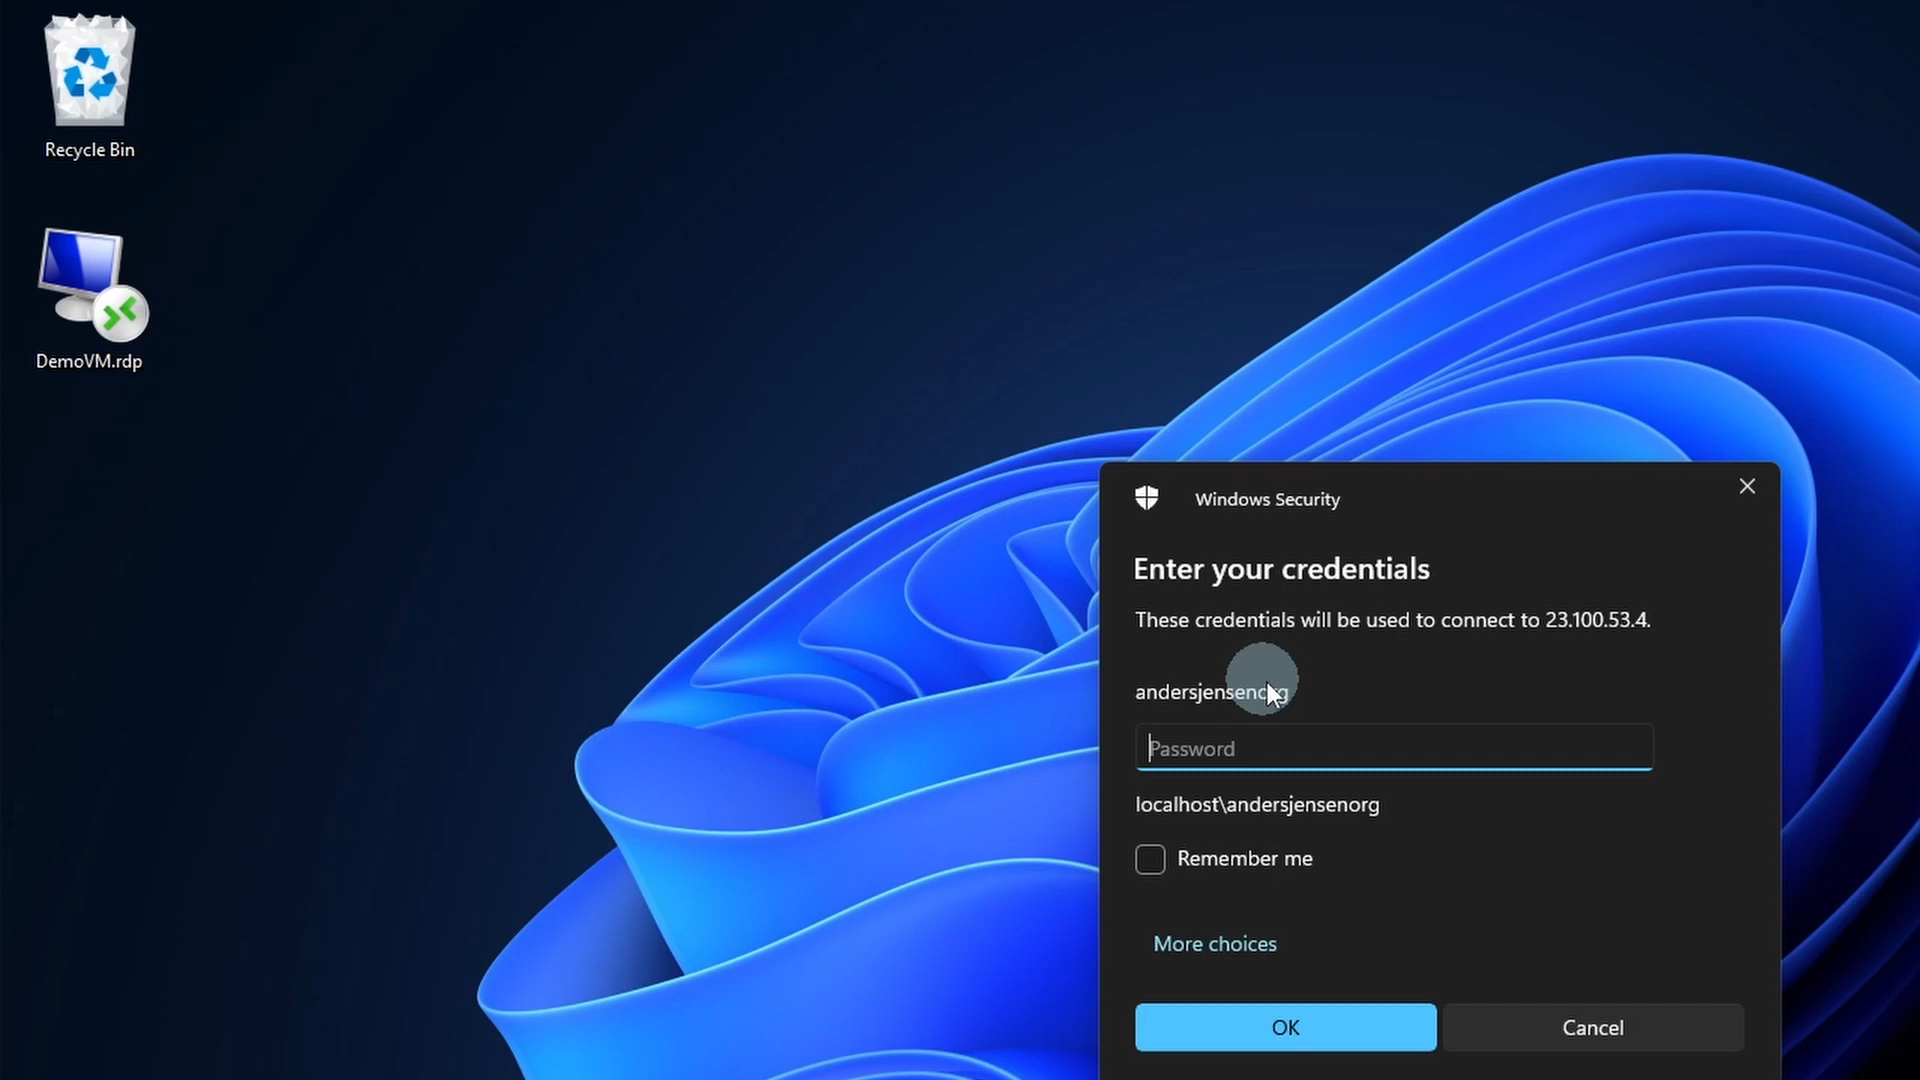 Recycle Bin
DemoVM.rdp
Windows Security
Enter your credentials
These credentials will be used to connect to 23.100.53.4.
andersjensenorg
Password
localhost\andersjensenorg
Remember me
More choices
OK
Cancel